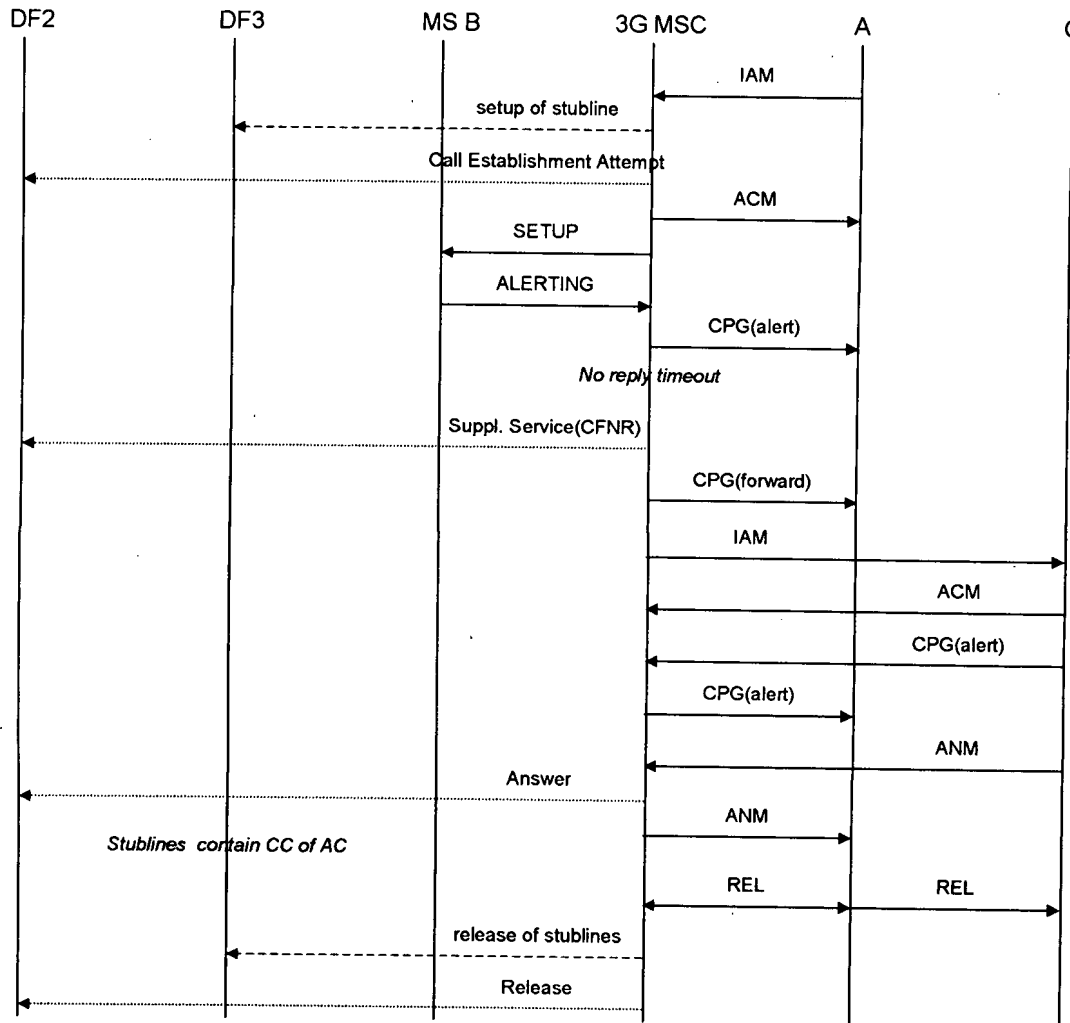 DF2 DF3 MS B 3G MSC A
IAM
setup of stubline
Call Establishment Attempt
ACM
SETUP
ALERTING
CPG(alert)
No reply timeout
Suppl. Service(CFNR)
CPG(forward)
IAM
ACM
CPG(alert)
CPG(alert)
ANM
Answer
ANM
Stublines contain CC of AC
REL REL
release of stublines
Release